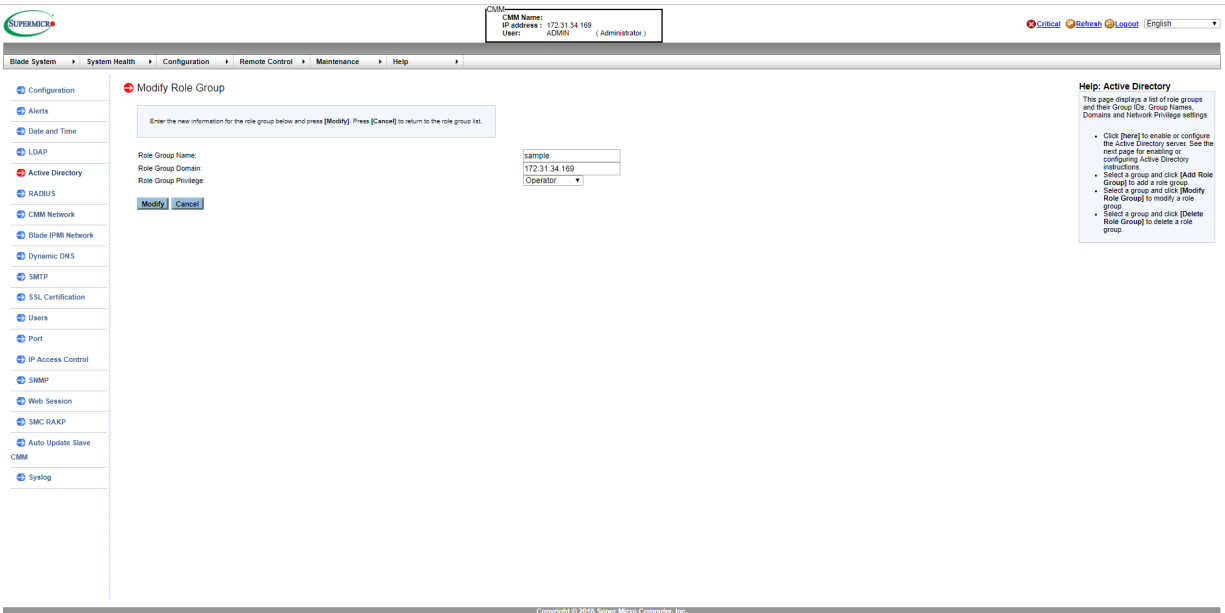 SUPERMICRO
CMM
CMM Name:
IP address : 172.31.34.169
User: ADMIN ( Administrator )
Critical Refresh Logout English
Blade System System Health Configuration Remote Control Maintenance Help
Configuration
Alerts
Date and Time
LDAP
Active Directory
RADIUS
CMM Network
Blade IPMI Network
Dynamic DNS
SMTP
SSL Certification
Users
Port
IP Access Control
SNMP
Web Session
SMC RAKP
Auto Update Slave
CMM
Syslog
Modify Role Group
Enter the new information for the role group below and press [Modify]. Press [Cancel] to return to the role group list.
Role Group Name: sample
Role Group Domain: 172.31.34.169
Role Group Privilege: Operator
Modify Cancel
Help: Active Directory
This page displays a list of role groups
and their Group IDs, Group Names,
Domains and Network Privilege settings.
• Click [here] to enable or configure
the Active Directory server. See the
next page for enabling or
configuring Active Directory
instructions.
• Select a group and click [Add Role
Group] to add a role group.
• Select a group and click [Modify
Role Group] to modify a role
group.
• Select a group and click [Delete
Role Group] to delete a role
group.
Copyright © 2018 Super Micro Computer, Inc.